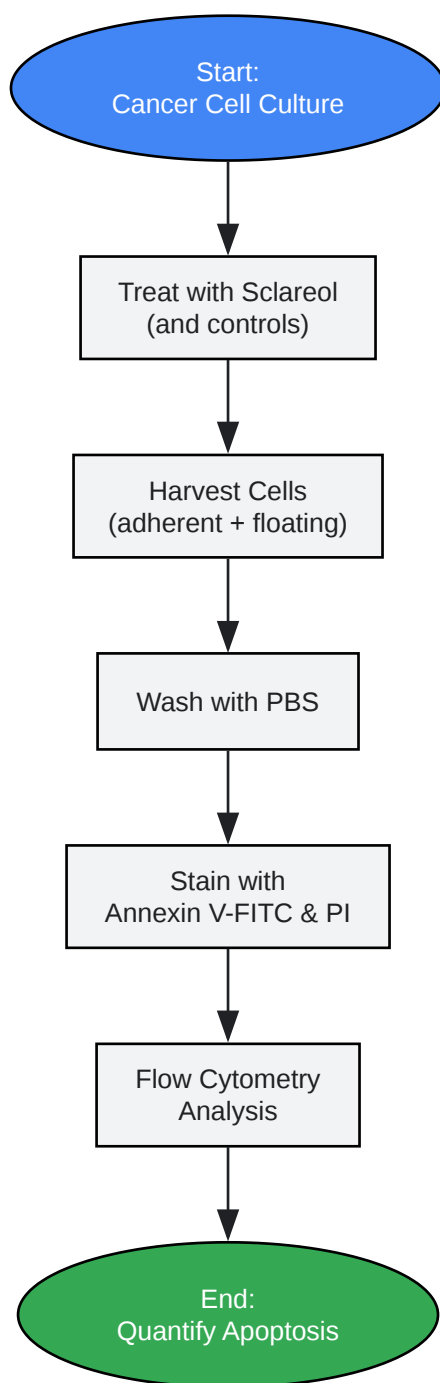 Start:
Cancer Cell Culture
Treat with Sclareol
(and controls)
Harvest Cells
(adherent + floating)
Wash with PBS
Stain with
Annexin V-FITC & PI
Flow Cytometry
Analysis
End:
Quantify Apoptosis